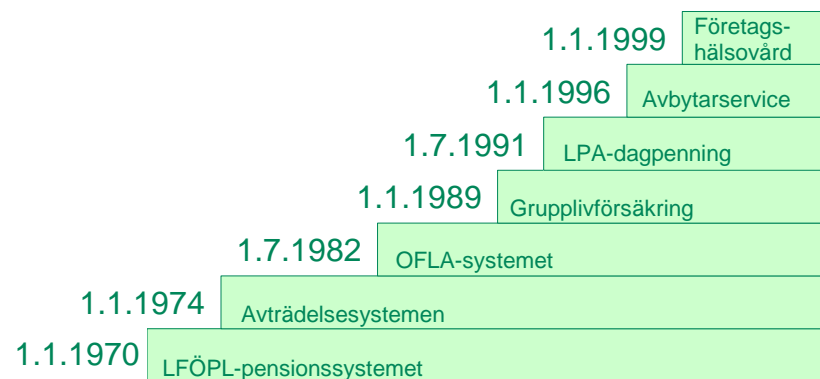 1.1.1999 Företags-
hälsovård
1.1.1996 Avbytarservice
1.7.1991 LPA-dagpenning
1.1.1989 Grupplivförsäkring
1.7.1982 OFLA-systemet
1.1.1974 Avträdelsesystemen
1.1.1970 LFÖPL-pensionssystemet